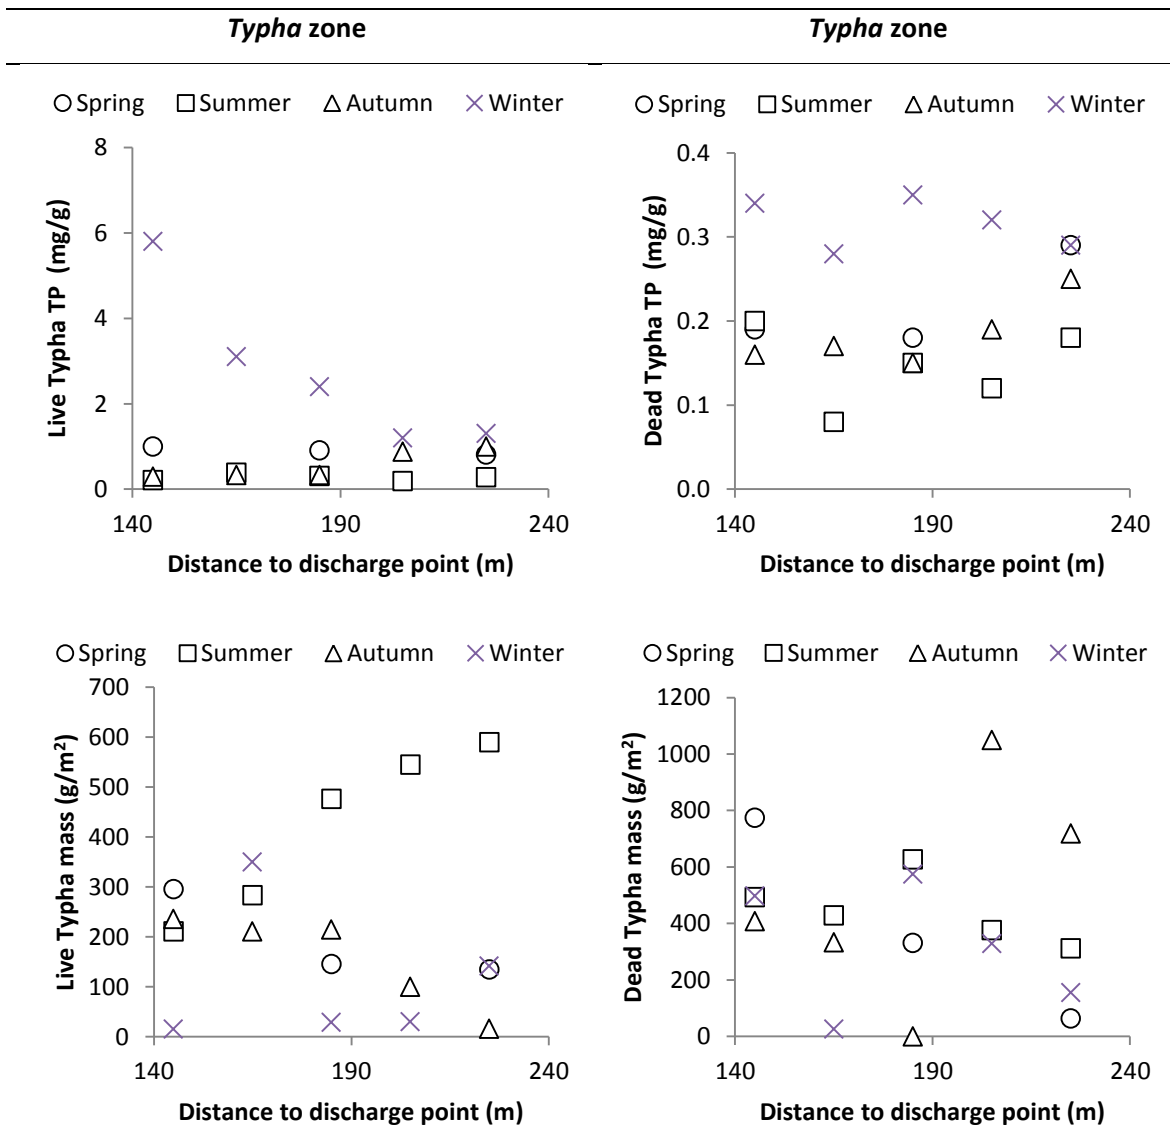 Typha zone
Typha zone
Spring Summer Autumn Winter
8
6
4
2
0
140 190 240
Live Typha TP (mg/g)
Distance to discharge point (m)
Spring Summer Autumn Winter
0.4
0.3
0.2
0.1
0.0
140 190 240
Dead Typha TP (mg/g)
Distance to discharge point (m)
Spring Summer Autumn Winter
700
600
500
400
300
200
100
0
140 190 240
Live Typha mass (g/m²)
Distance to discharge point (m)
Spring Summer Autumn Winter
1200
1000
800
600
400
200
0
140 190 240
Dead Typha mass (g/m²)
Distance to discharge point (m)